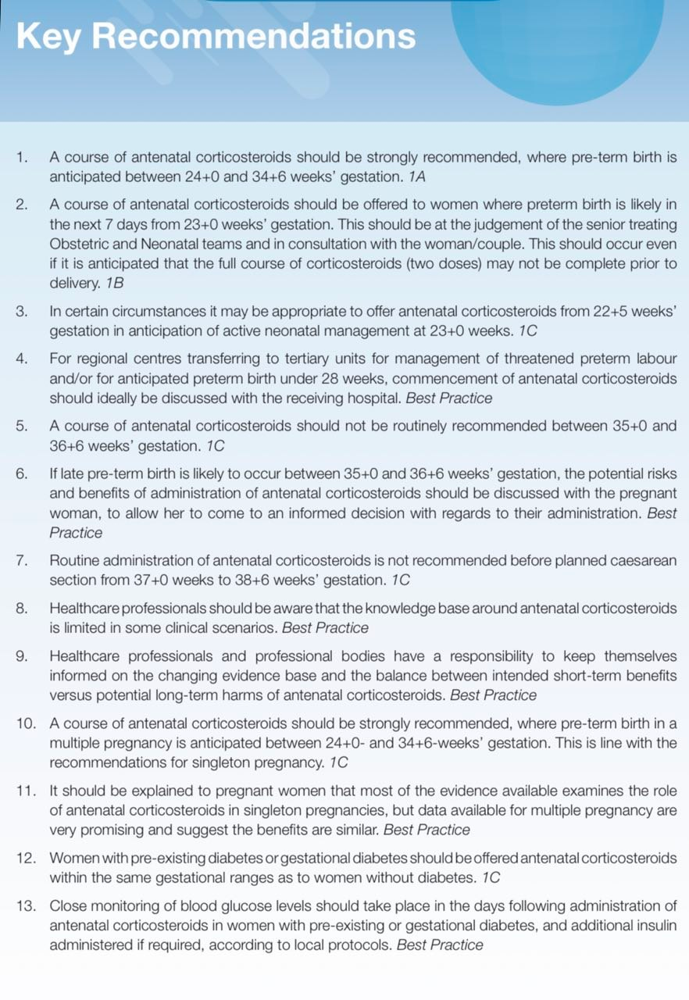 Key Recommendations
1. A course of antenatal corticosteroids should be strongly recommended, where pre-term birth is
anticipated between 24+0 and 34+6 weeks' gestation. 1A
2. A course of antenatal corticosteroids should be offered to women where preterm birth is likely in
the next 7 days from 23+0 weeks' gestation. This should be at the judgement of the senior treating
Obstetric and Neonatal teams and in consultation with the woman/couple. This should occur even
if it is anticipated that the full course of corticosteroids (two doses) may not be complete prior to
delivery. 1B
3. In certain circumstances it may be appropriate to offer antenatal corticosteroids from 22+5 weeks'
gestation in anticipation of active neonatal management at 23+0 weeks. 1C
4. For regional centres transferring to tertiary units for management of threatened preterm labour
and/or for anticipated preterm birth under 28 weeks, commencement of antenatal corticosteroids
should ideally be discussed with the receiving hospital. Best Practice
5. A course of antenatal corticosteroids should not be routinely recommended between 35+0 and
36+6 weeks' gestation. 1C
6. If late pre-term birth is likely to occur between 35+0 and 36+6 weeks' gestation, the potential risks
and benefits of administration of antenatal corticosteroids should be discussed with the pregnant
woman, to allow her to come to an informed decision with regards to their administration. Best
Practice
7. Routine administration of antenatal corticosteroids is not recommended before planned caesarean
section from 37+0 weeks to 38+6 weeks' gestation. 1C
8. Healthcare professionals should be aware that the knowledge base around antenatal corticosteroids
is limited in some clinical scenarios. Best Practice
9. Healthcare professionals and professional bodies have a responsibility to keep themselves
informed on the changing evidence base and the balance between intended short-term benefits
versus potential long-term harms of antenatal corticosteroids. Best Practice
10. A course of antenatal corticosteroids should be strongly recommended, where pre-term birth in a
multiple pregnancy is anticipated between 24+0- and 34+6-weeks' gestation. This is line with the
recommendations for singleton pregnancy. 1C
11. It should be explained to pregnant women that most of the evidence available examines the role
of antenatal corticosteroids in singleton pregnancies, but data available for multiple pregnancy are
very promising and suggest the benefits are similar. Best Practice
12. Women with pre-existing diabetes or gestational diabetes should be offered antenatal corticosteroids
within the same gestational ranges as to women without diabetes. 1C
13. Close monitoring of blood glucose levels should take place in the days following administration of
antenatal corticosteroids in women with pre-existing or gestational diabetes, and additional insulin
administered if required, according to local protocols. Best Practice